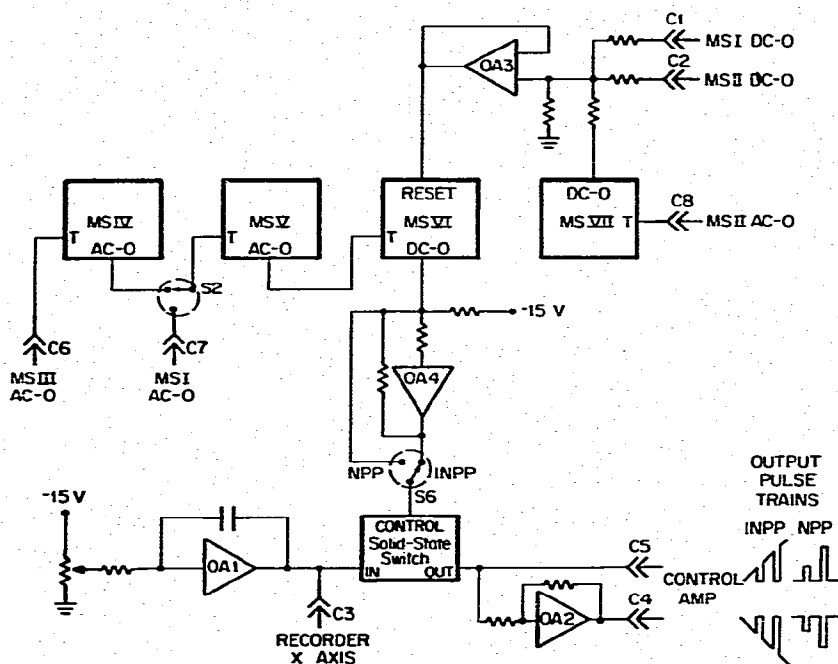 C1
MSI DC-O
OA3
C2
MSII DC-O
RESET
MSVI
T
DC-O
DC-O
MSVII T
C8
MSII AC-O
MSIV
T
AC-O
MSV
T
AC-O
S2
C6
MSIII
AC-O
C7
MSI
AC-O
-15 V
OA4
NPP
INPP
S6
-15 V
OA1
CONTROL
Solid-State
Switch
IN
OUT
C3
RECORDER
X AXIS
C5
C4
OA2
CONTROL
AMP
OUTPUT
PULSE
TRAINS
INPP NPP